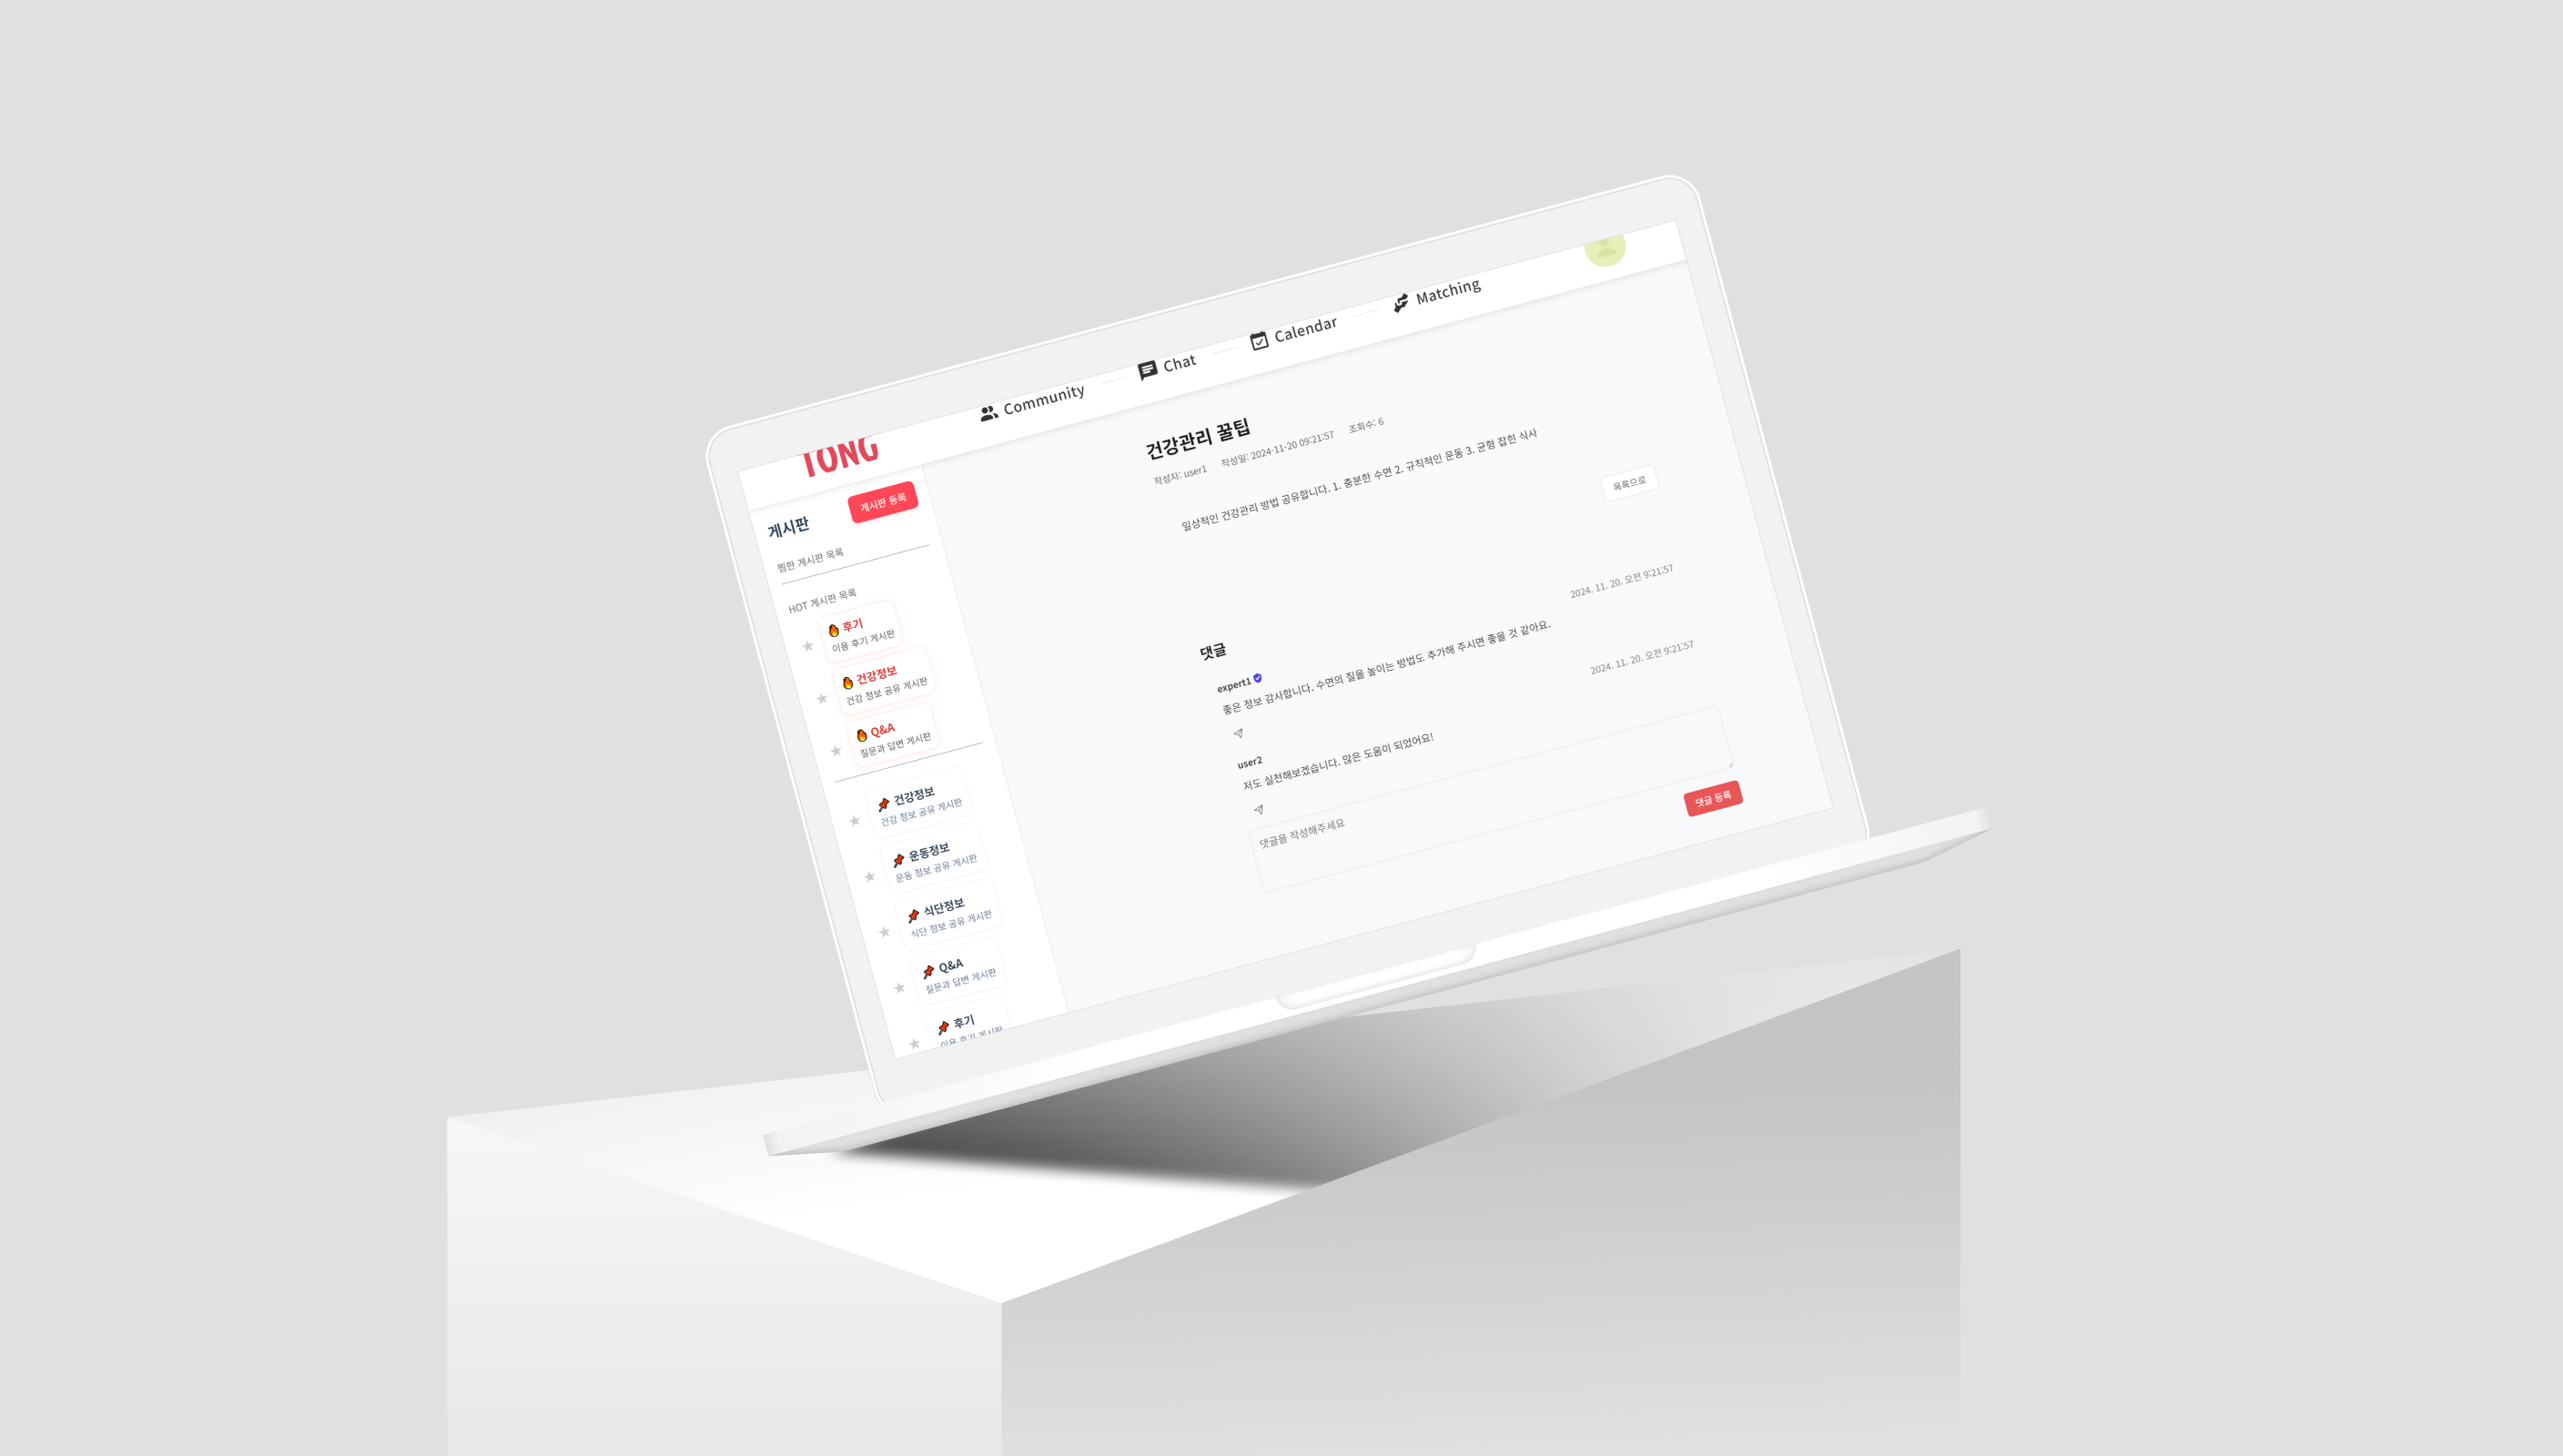 TONG
Community
Chat
Calendar
Matching
게시판
게시판 등록
찜한 게시판 목록
HOT 게시판 목록
후기
이용 후기 게시판
건강정보
건강 정보 공유 게시판
Q&A
질문과 답변 게시판
건강정보
건강 정보 공유 게시판
운동정보
운동 정보 공유 게시판
식단정보
식단 정보 공유 게시판
Q&A
질문과 답변 게시판
후기
이용 후기 게시판
건강관리 꿀팁
작성자: user1 작성일: 2024-11-20 09:21:57 조회수: 6
일상적인 건강관리 방법 공유합니다. 1. 충분한 수면 2. 규칙적인 운동 3. 균형 잡힌 식사
목록으로
댓글
expert1 2024. 11. 20. 오전 9:21:57
좋은 정보 감사합니다. 수면의 질을 높이는 방법도 추가해 주시면 좋을 것 같아요.
user2 2024. 11. 20. 오전 9:21:57
저도 실천해보겠습니다. 많은 도움이 되었어요!
댓글을 작성해주세요
댓글 등록